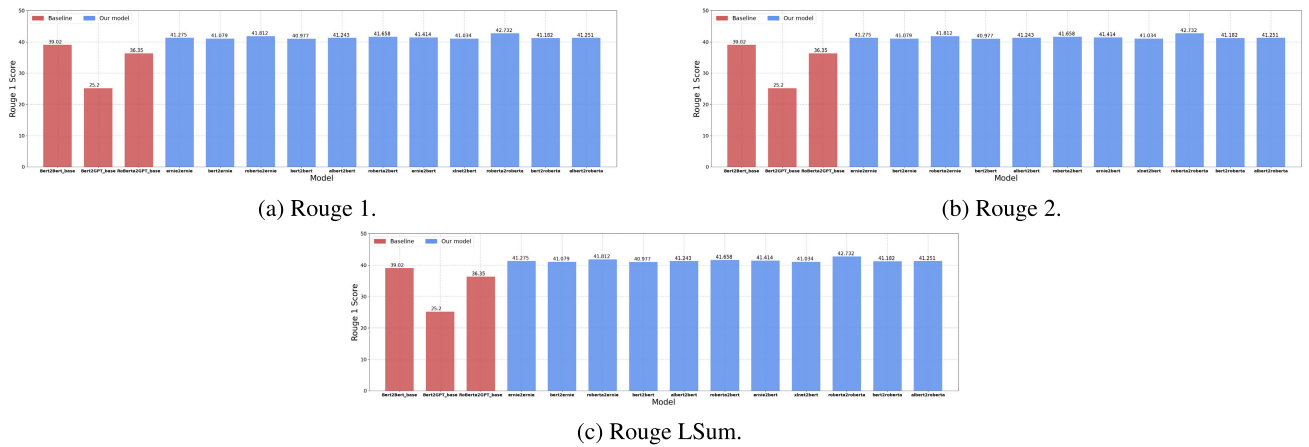 50
40
30
20
10
0
Rouge 1 Score
Baseline Our model
39.02 25.2 36.35 41.275 41.079 41.812 40.977 41.243 41.658 41.414 41.034 42.732 41.182 41.251
Bert2Bert_base Bert2GPT_base RoBerta2GPT_base ernie2ernie bert2ernie roberta2ernie bert2bert albert2bert roberta2bert ernie2bert xlnet2bert roberta2roberta bert2roberta albert2roberta
Model
(a) Rouge 1.
50
40
30
20
10
0
Rouge 1 Score
Baseline Our model
39.02 25.2 36.35 41.275 41.079 41.812 40.977 41.243 41.658 41.414 41.034 42.732 41.182 41.251
Bert2Bert_base Bert2GPT_base RoBerta2GPT_base ernie2ernie bert2ernie roberta2ernie bert2bert albert2bert roberta2bert ernie2bert xlnet2bert roberta2roberta bert2roberta albert2roberta
Model
(b) Rouge 2.
50
40
30
20
10
0
Rouge 1 Score
Baseline Our model
39.02 25.2 36.35 41.275 41.079 41.812 40.977 41.243 41.658 41.414 41.034 42.732 41.182 41.251
Bert2Bert_base Bert2GPT_base RoBerta2GPT_base ernie2ernie bert2ernie roberta2ernie bert2bert albert2bert roberta2bert ernie2bert xlnet2bert roberta2roberta bert2roberta albert2roberta
Model
(c) Rouge LSum.